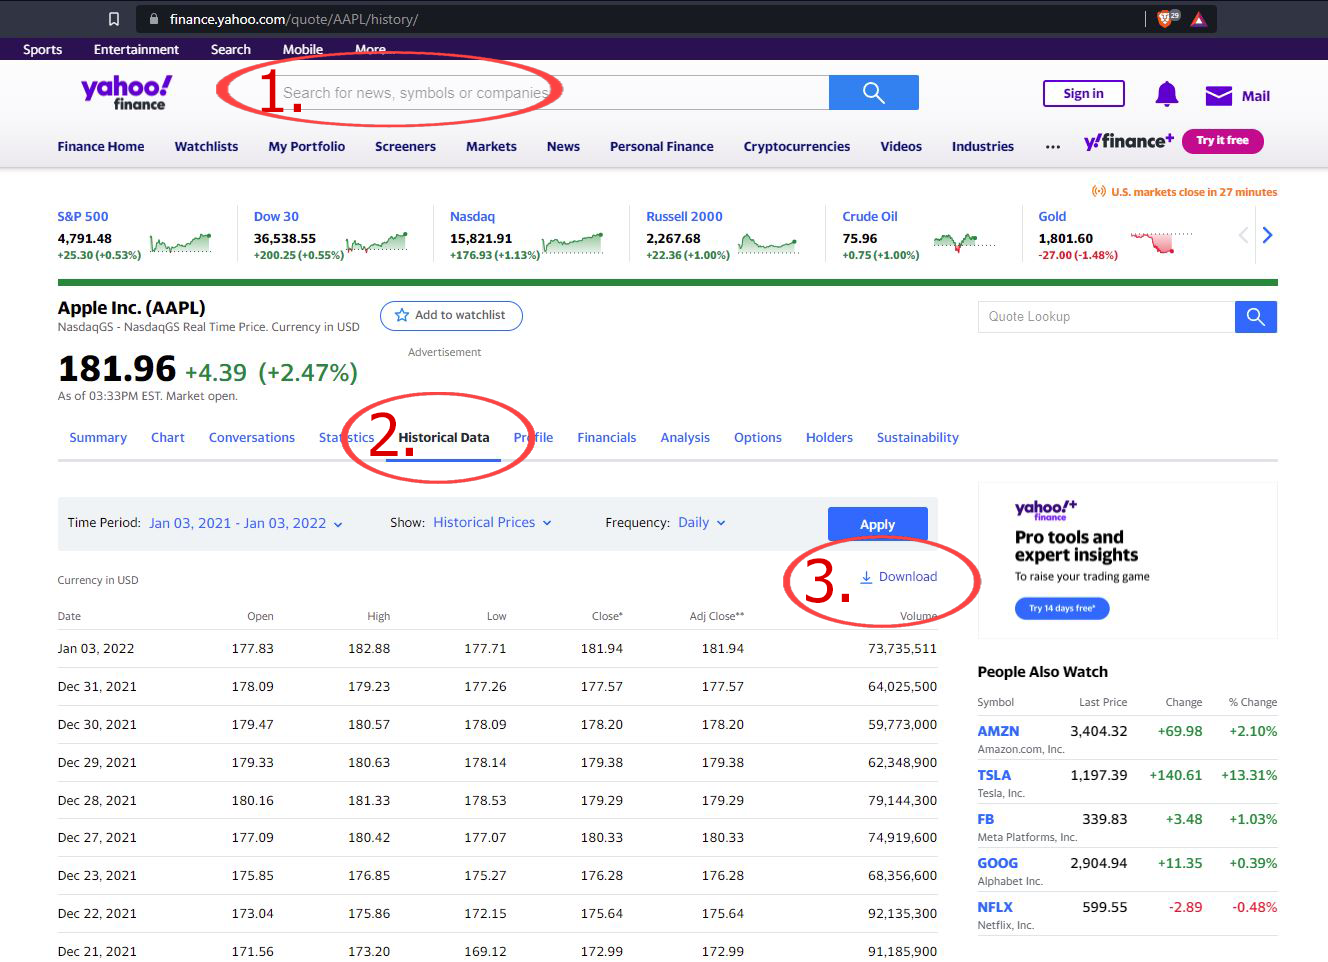 finance.yahoo.com/quote/AAPL/history/
29
Sports Entertainment Search Mobile More
yahoo!
finance
1.
Search for news, symbols or companies
Sign in
Mail
Finance Home Watchlists My Portfolio Screeners Markets News Personal Finance Cryptocurrencies Videos Industries ...
y!finance+
Try it free
U.S. markets close in 27 minutes
S&P 500 Dow 30 Nasdaq Russell 2000 Crude Oil Gold
4,791.48 36,538.55 15,821.91 2,267.68 75.96 1,801.60
+25.30 (+0.53%) +200.25 (+0.55%) +176.93 (+1.13%) +22.36 (+1.00%) +0.75 (+1.00%) -27.00 (-1.48%)
Apple Inc. (AAPL)
NasdaqGS - NasdaqGS Real Time Price. Currency in USD
Add to watchlist
Quote Lookup
Advertisement
181.96 +4.39 (+2.47%)
As of 03:33PM EST. Market open.
2.
Summary Chart Conversations Statistics Historical Data Profile Financials Analysis Options Holders Sustainability
Time Period: Jan 03, 2021 - Jan 03, 2022 Show: Historical Prices Frequency: Daily Apply
Currency in USD
3.
Download
Date Open High Low Close* Adj Close** Volume
Jan 03, 2022 177.83 182.88 177.71 181.94 181.94 73,735,511
Dec 31, 2021 178.09 179.23 177.26 177.57 177.57 64,025,500
Dec 30, 2021 179.47 180.57 178.09 178.20 178.20 59,773,000
Dec 29, 2021 179.33 180.63 178.14 179.38 179.38 62,348,900
Dec 28, 2021 180.16 181.33 178.53 179.29 179.29 79,144,300
Dec 27, 2021 177.09 180.42 177.07 180.33 180.33 74,919,600
Dec 23, 2021 175.85 176.85 175.27 176.28 176.28 68,356,600
Dec 22, 2021 173.04 175.86 172.15 175.64 175.64 92,135,300
Dec 21, 2021 171.56 173.20 169.12 172.99 172.99 91,185,900
yahoo!+
finance
Pro tools and
expert insights
To raise your trading game
Try 14 days free*
People Also Watch
Symbol Last Price Change % Change
AMZN 3,404.32 +69.98 +2.10%
Amazon.com, Inc.
TSLA 1,197.39 +140.61 +13.31%
Tesla, Inc.
FB 339.83 +3.48 +1.03%
Meta Platforms, Inc.
GOOG 2,904.94 +11.35 +0.39%
Alphabet Inc.
NFLX 599.55 -2.89 -0.48%
Netflix, Inc.